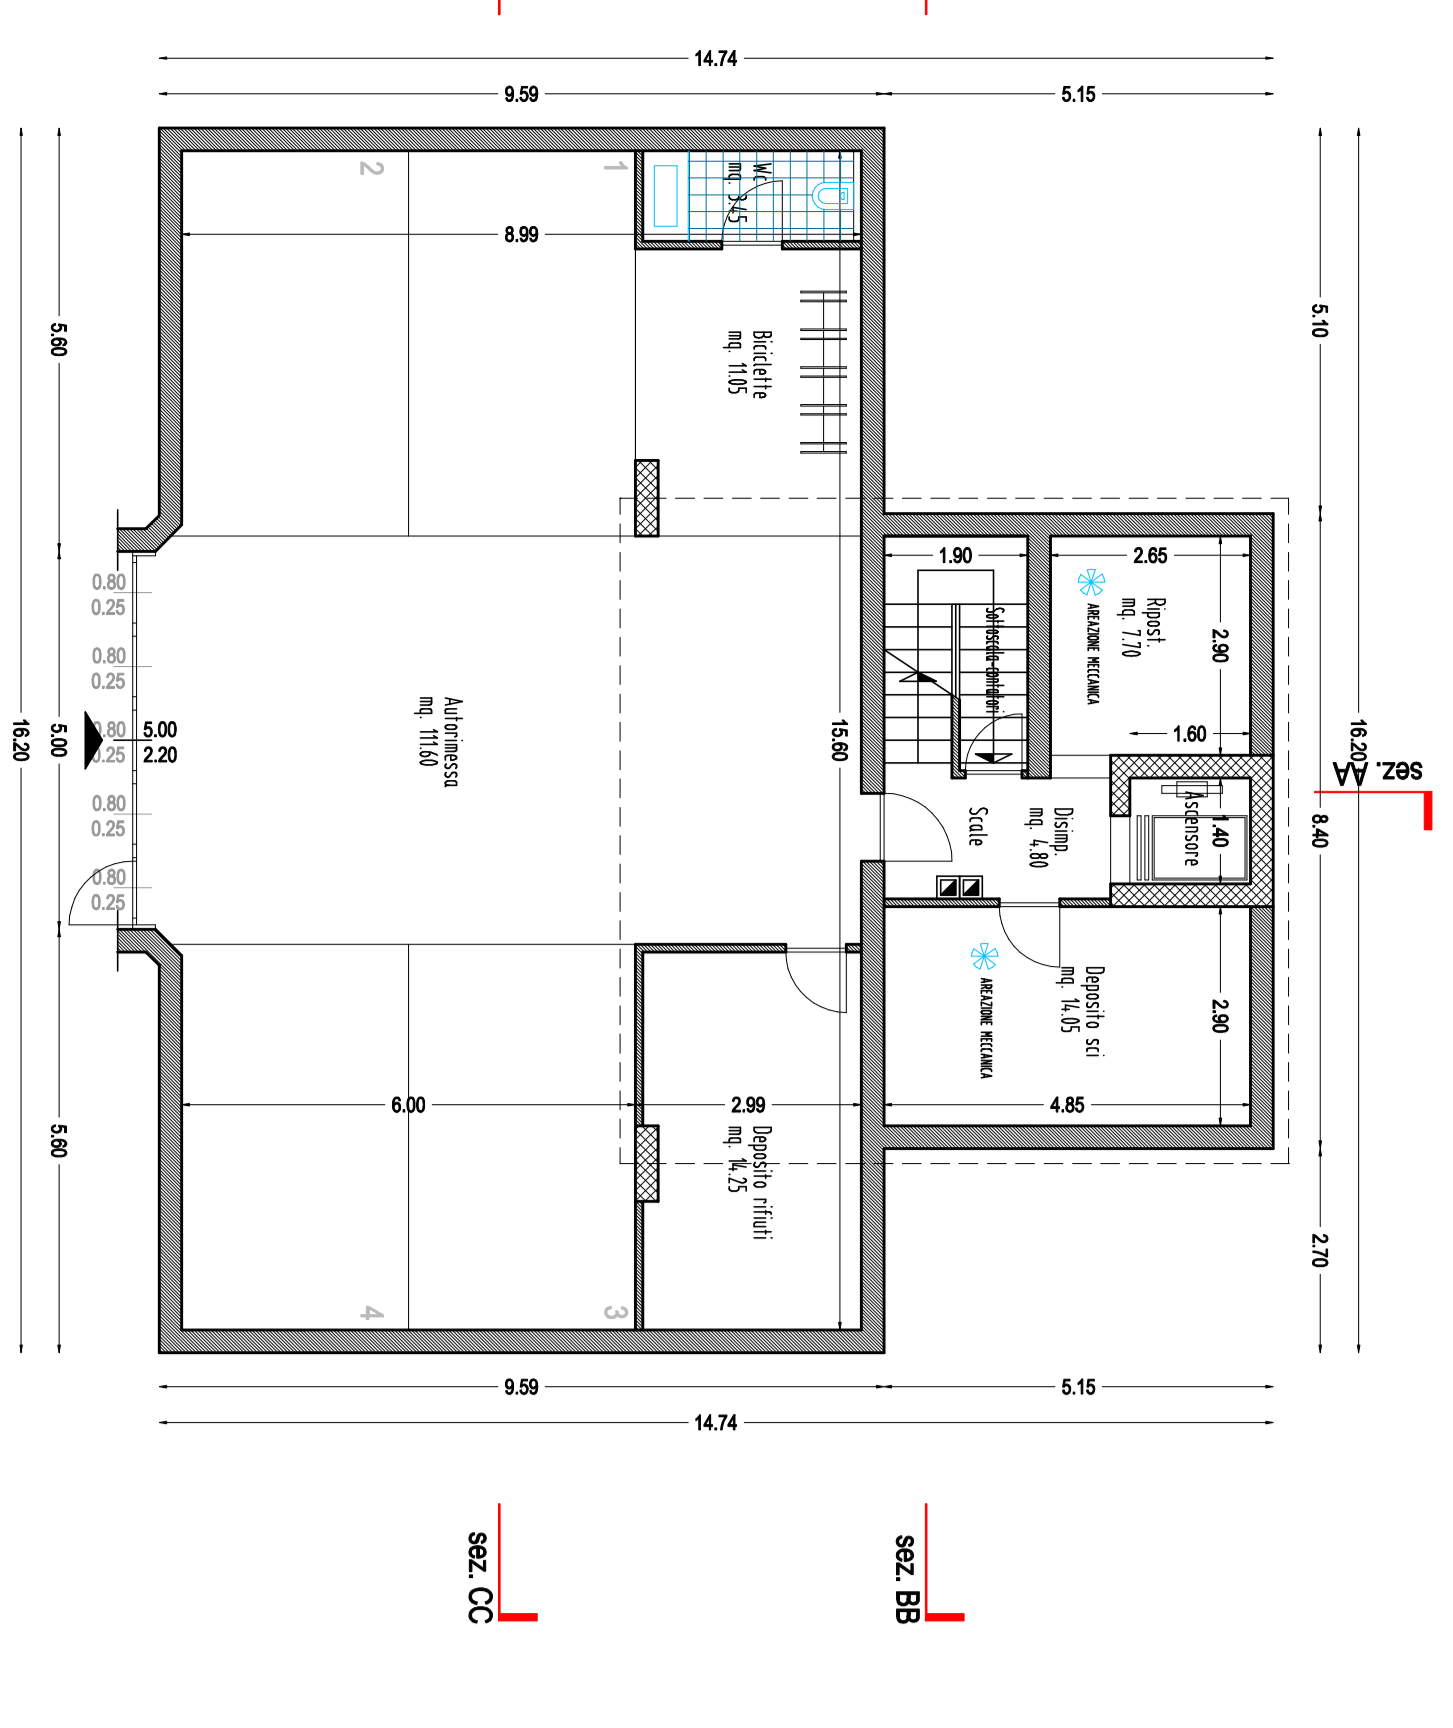 14.74
9.59
5.15
2
1
Wc
mq. 3.45
8.99
5.60
5.10
Biciclette
mq. 11.05
1.90
2.65
Sottoscala-contatori
AREAZIONE MECCANICA
Ripost.
mq. 7.70
2.90
0.80
0.25
0.80
0.25
0.80
0.25
5.00
2.20
0.80
0.25
0.80
0.25
16.20
5.00
Autorimessa
mq. 111.60
15.60
1.60
16.20
sez. AA
8.40
Scale
Disimp.
mq. 4.80
Ascensore
1.40
Deposito sci
mq. 14.05
AREAZIONE MECCANICA
2.90
6.00
2.99
4.85
5.60
Deposito rifiuti
mq. 14.25
2.70
4
3
9.59
5.15
14.74
sez. CC
sez. BB